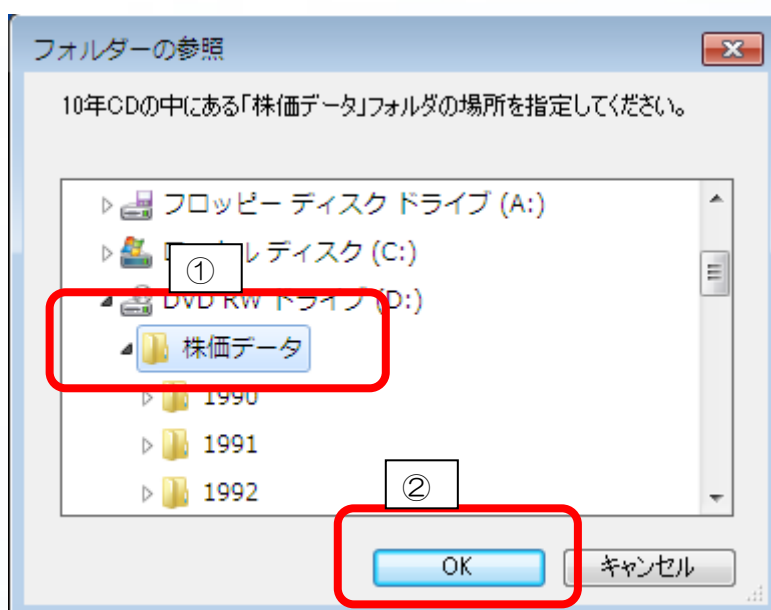 フォルダーの参照
10年CDの中にある「株価データ」フォルダの場所を指定してください。
フロッピー ディスク ドライブ (A:)
ル ディスク (C:)
①
DVD RW ドライブ (D:)
株価データ
1990
1991
1992
②
OK
キャンセル